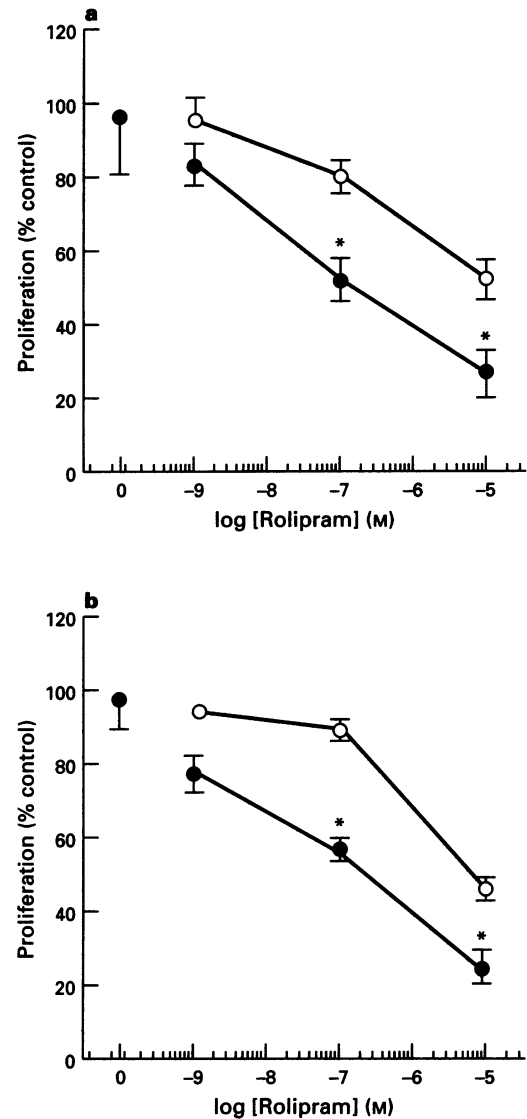 a
120
100
80
60
40
20
0
Proliferation (% control)
*
*
0 –9 –8 –7 –6 –5
log [Rolipram] (M)
b
120
100
80
60
40
20
0
Proliferation (% control)
*
*
0 –9 –8 –7 –6 –5
log [Rolipram] (M)